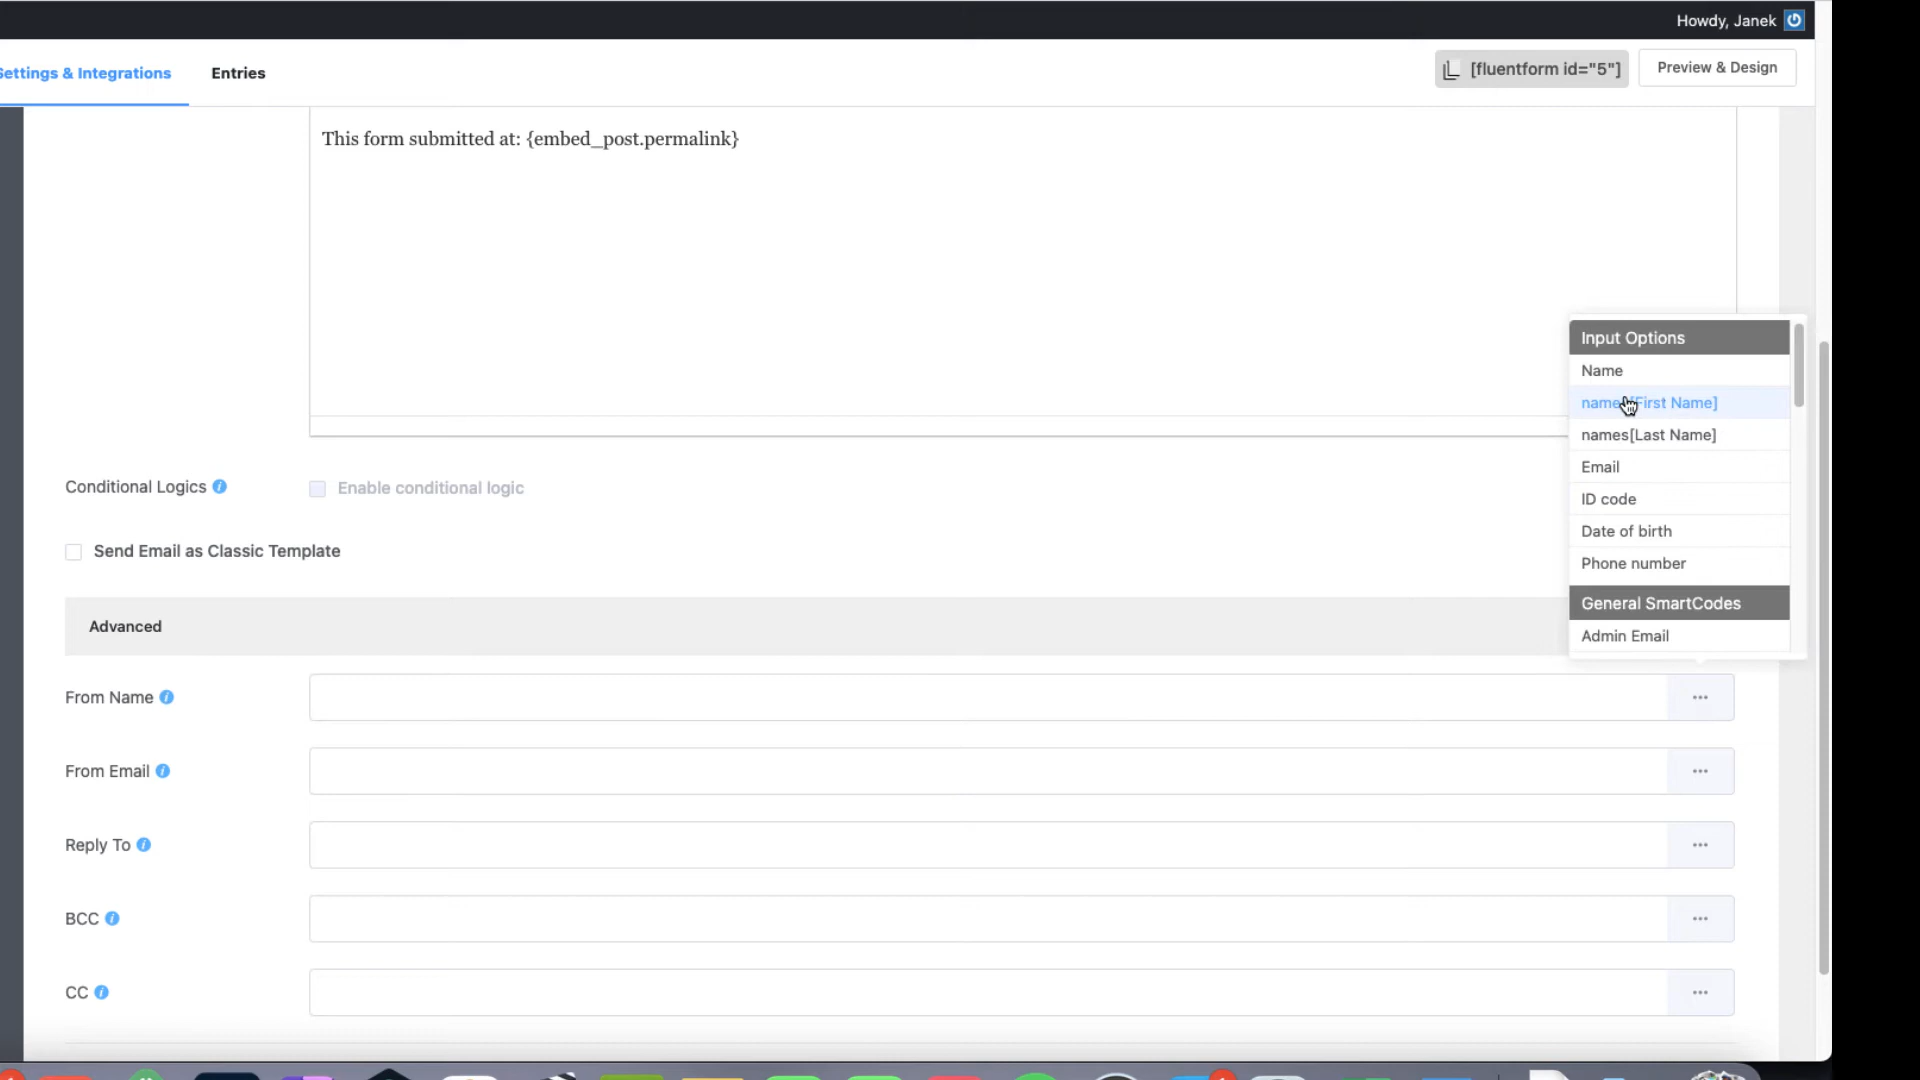 Howdy, Janek
Settings & Integrations
Entries
[fluentform id="5"]
Preview & Design
This form submitted at: {embed_post.permalink}
Input Options
Name
names[First Name]
names[Last Name]
Email
ID code
Date of birth
Phone number
General SmartCodes
Admin Email
Conditional Logics
Enable conditional logic
Send Email as Classic Template
Advanced
From Name
From Email
Reply To
BCC
CC